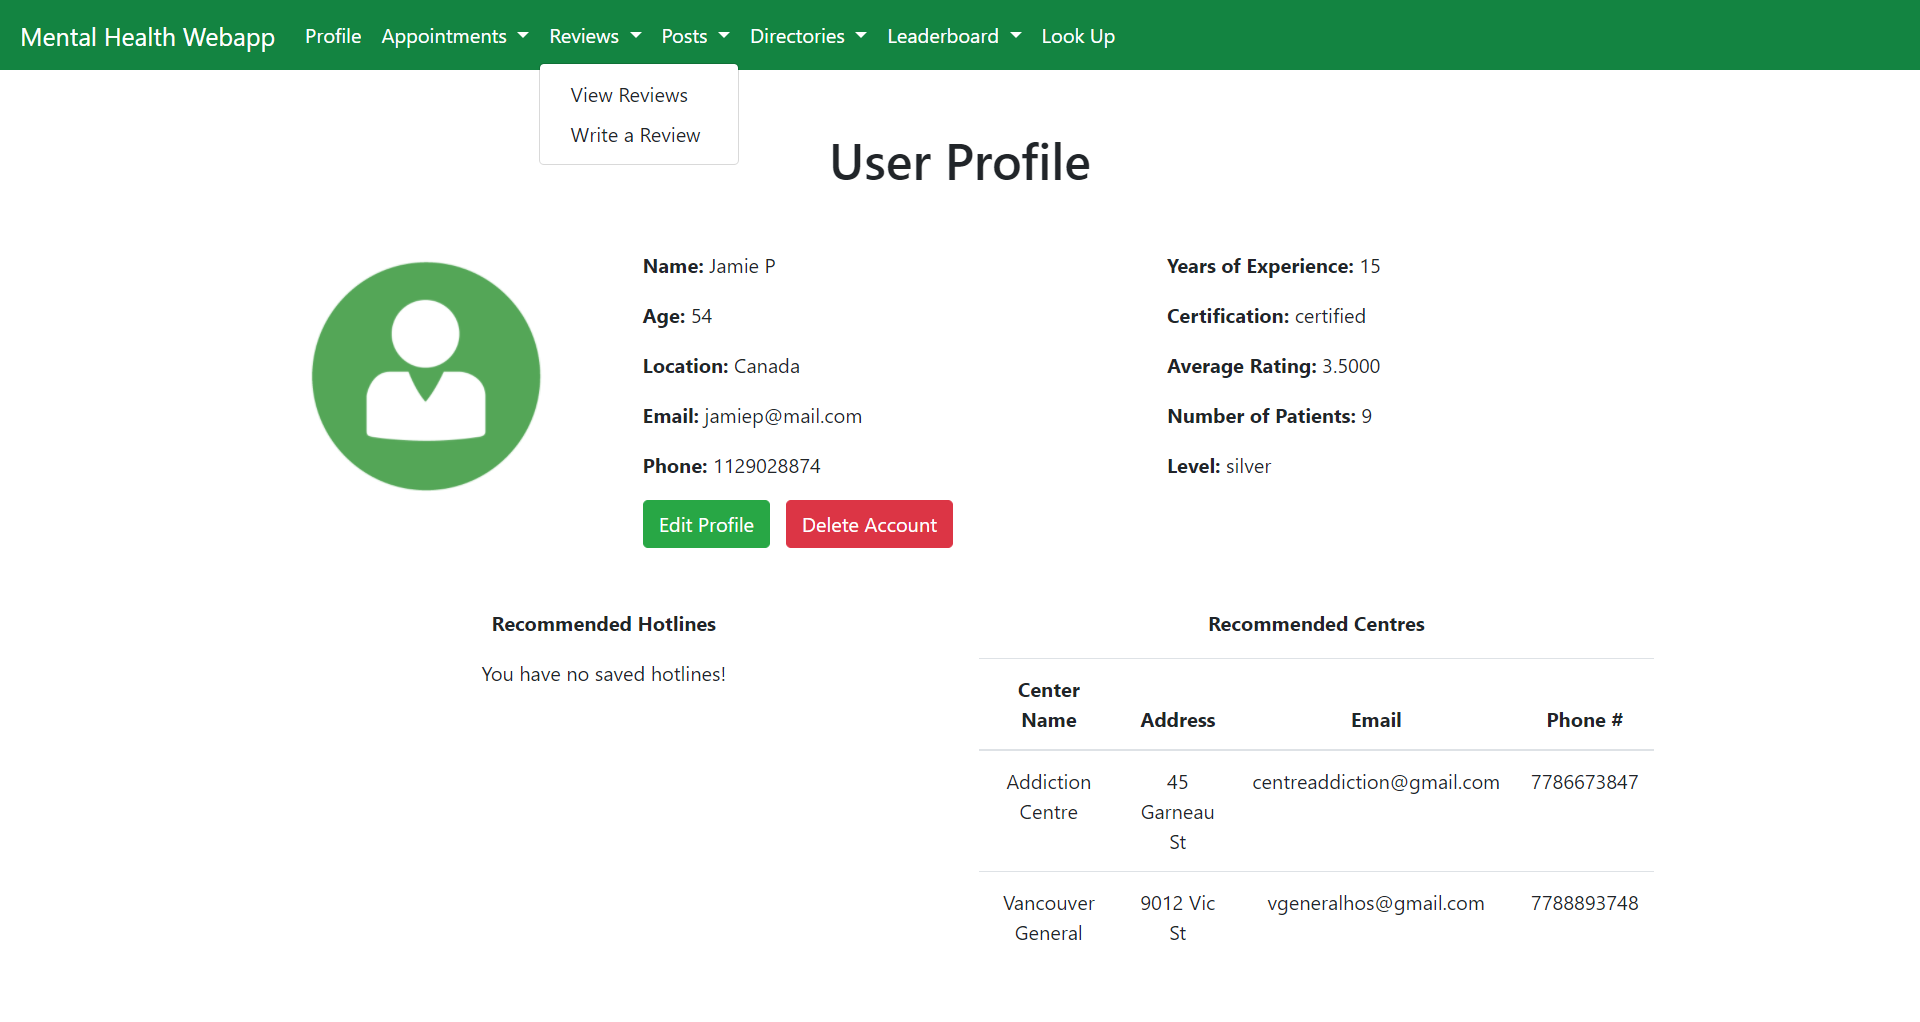 Mental Health Webapp Profile Appointments Reviews Posts Directories Leaderboard Look Up
View Reviews
Write a Review
User Profile
Name: Jamie P
Age: 54
Location: Canada
Email: jamiep@mail.com
Phone: 1129028874
Years of Experience: 15
Certification: certified
Average Rating: 3.5000
Number of Patients: 9
Level: silver
Edit Profile Delete Account
Recommended Hotlines
You have no saved hotlines!
Recommended Centres
Center
Name Address Email Phone #
Addiction 45 centreaddiction@gmail.com 7786673847
Centre Garneau
St
Vancouver 9012 Vic vgeneralhos@gmail.com 7788893748
General St